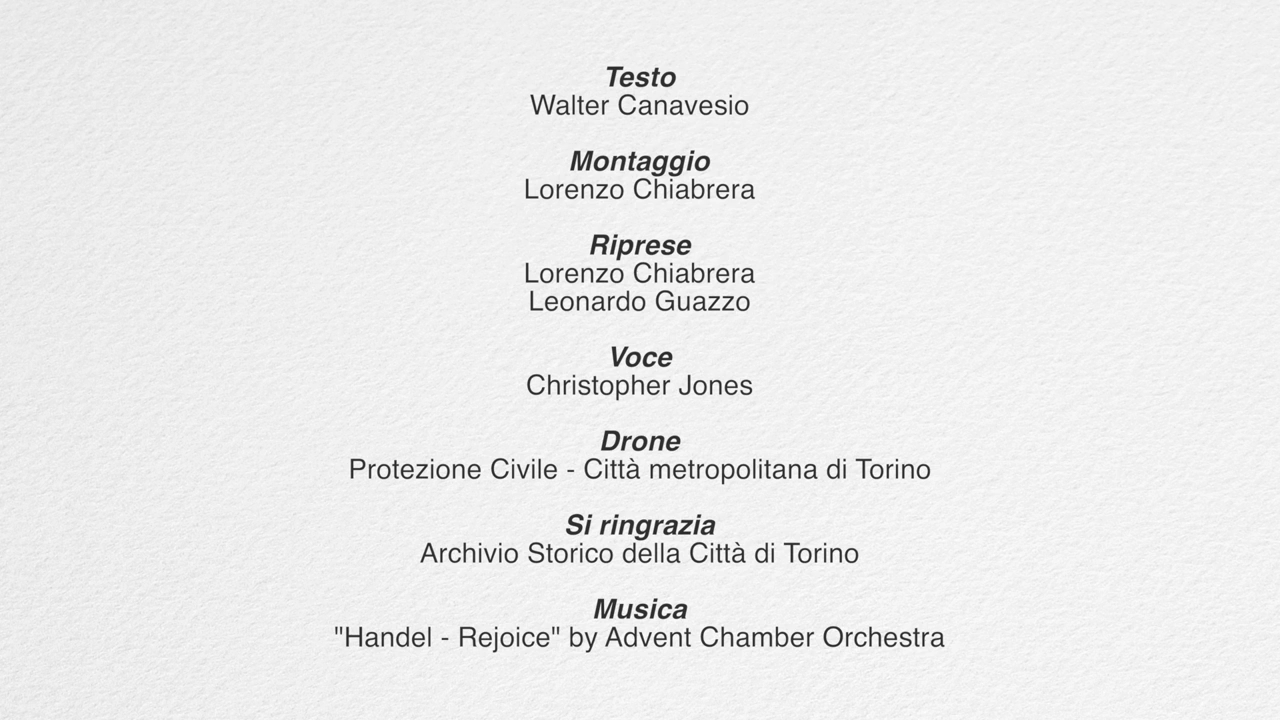 Testo
Walter Canavesio
Montaggio
Lorenzo Chiabrera
Riprese
Lorenzo Chiabrera
Leonardo Guazzo
Voce
Christopher Jones
Drone
Protezione Civile - Città metropolitana di Torino
Si ringrazia
Archivio Storico della Città di Torino
Musica
"Handel - Rejoice" by Advent Chamber Orchestra